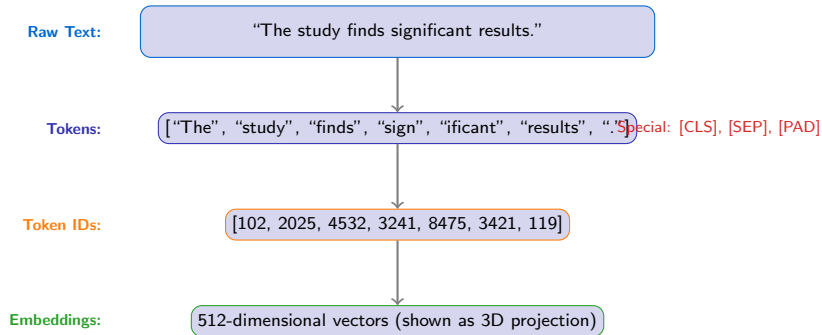 Raw Text:
“The study finds significant results.”
Tokens:
[“The”, “study”, “finds”, “sign”, “ificant”, “results”, “.”]
Special: [CLS], [SEP], [PAD]
Token IDs:
[102, 2025, 4532, 3241, 8475, 3421, 119]
Embeddings:
512-dimensional vectors (shown as 3D projection)